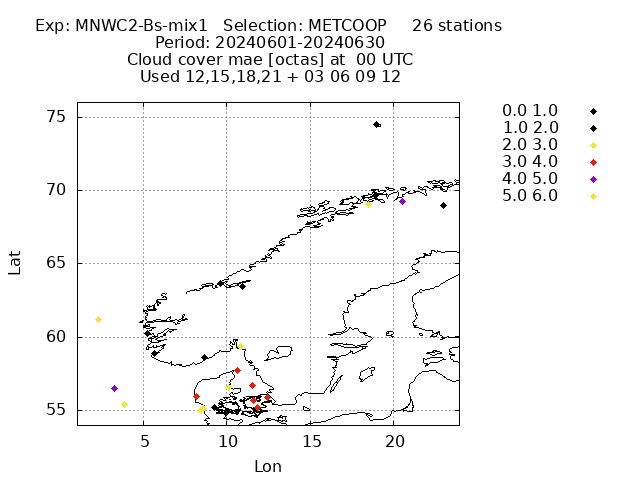 Exp: MNWC2-Bs-mix1   Selection: METCOOP     26 stations
Period: 20240601-20240630
Cloud cover mae [octas] at  00 UTC
Used 12,15,18,21 + 03 06 09 12
0.0 1.0
1.0 2.0
2.0 3.0
3.0 4.0
4.0 5.0
5.0 6.0
75
70
65
60
55
Lat
5 10 15 20
Lon